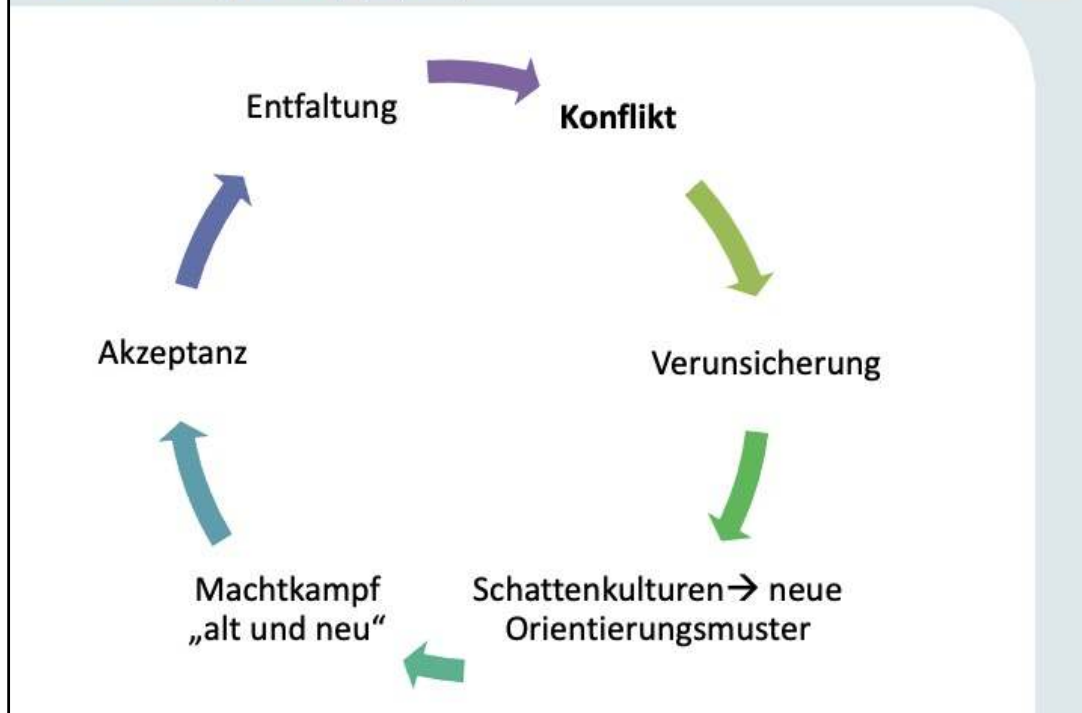 Entfaltung
Konflikt
Verunsicherung
Schattenkulturen→ neue
Orientierungsmuster
Machtkampf
„alt und neu“
Akzeptanz